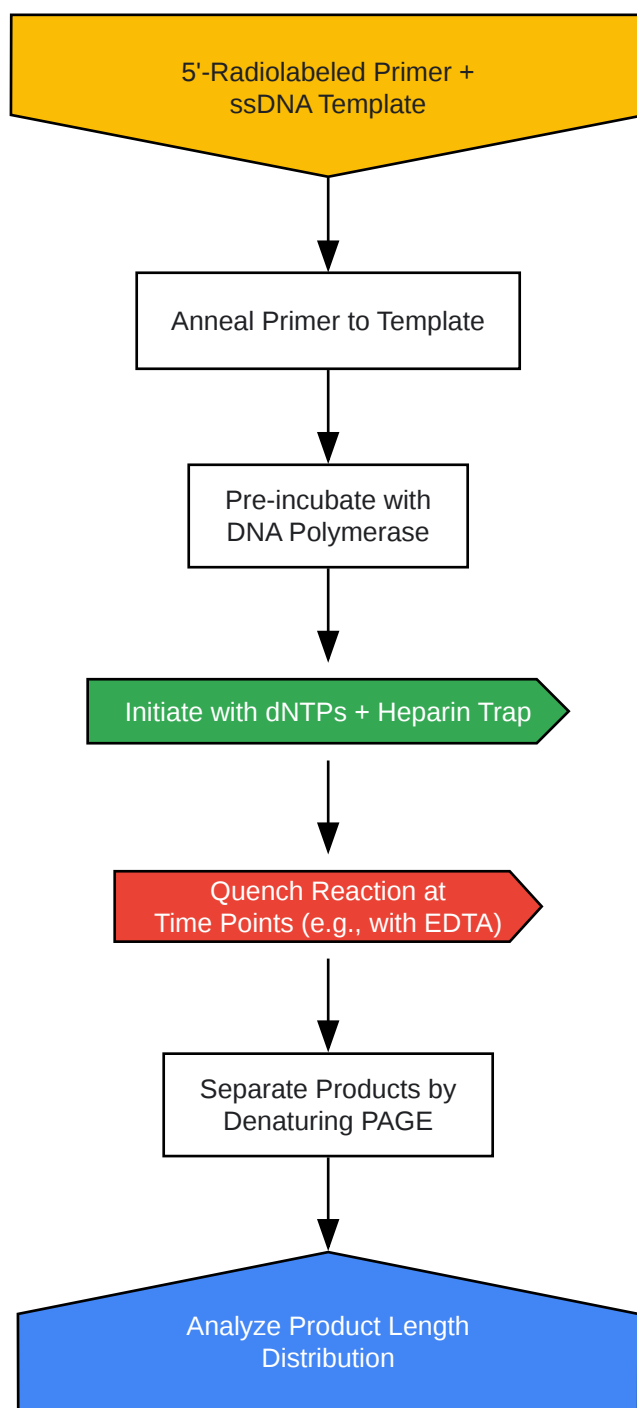 5'-Radiolabeled Primer +
ssDNA Template
Anneal Primer to Template
Pre-incubate with
DNA Polymerase
Initiate with dNTPs + Heparin Trap
Quench Reaction at
Time Points (e.g., with EDTA)
Separate Products by
Denaturing PAGE
Analyze Product Length
Distribution